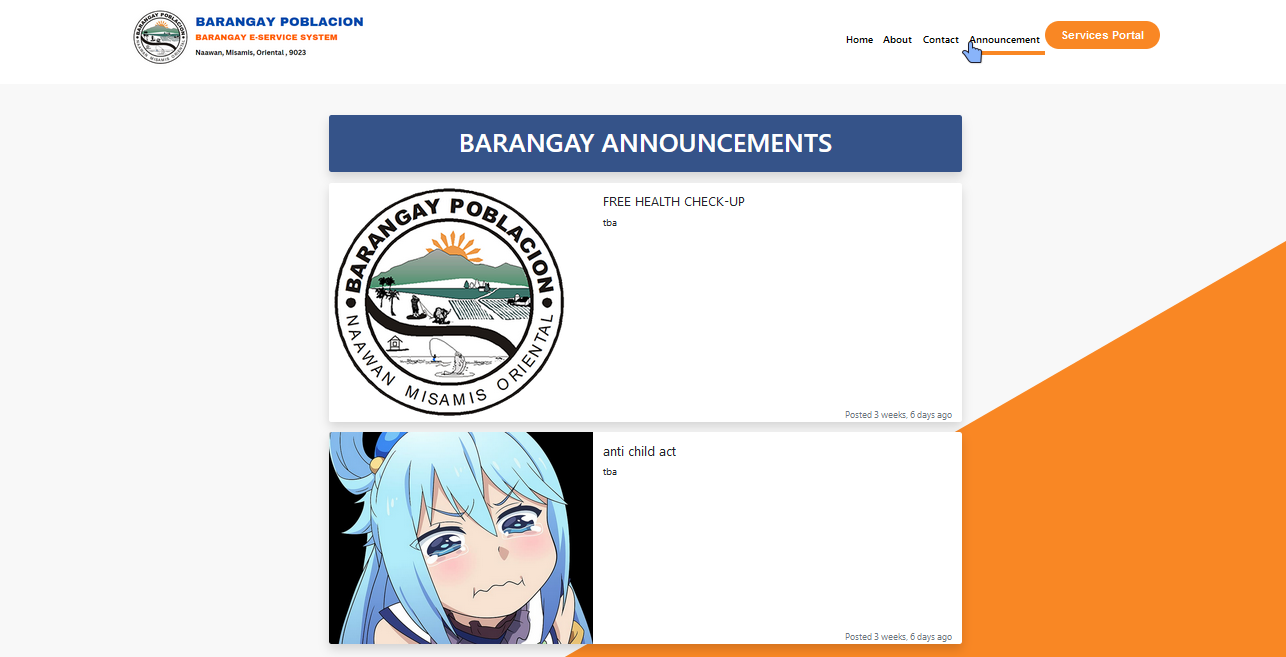 BARANGAY POBLACION
BARANGAY E-SERVICE SYSTEM
Naawan, Misamis, Oriental , 9023
Home About Contact Announcement Services Portal
BARANGAY ANNOUNCEMENTS
BARANGAY POBLACION
NAAWAN MISAMIS ORIENTAL
FREE HEALTH CHECK-UP
tba
Posted 3 weeks, 6 days ago
anti child act
tba
Posted 3 weeks, 6 days ago